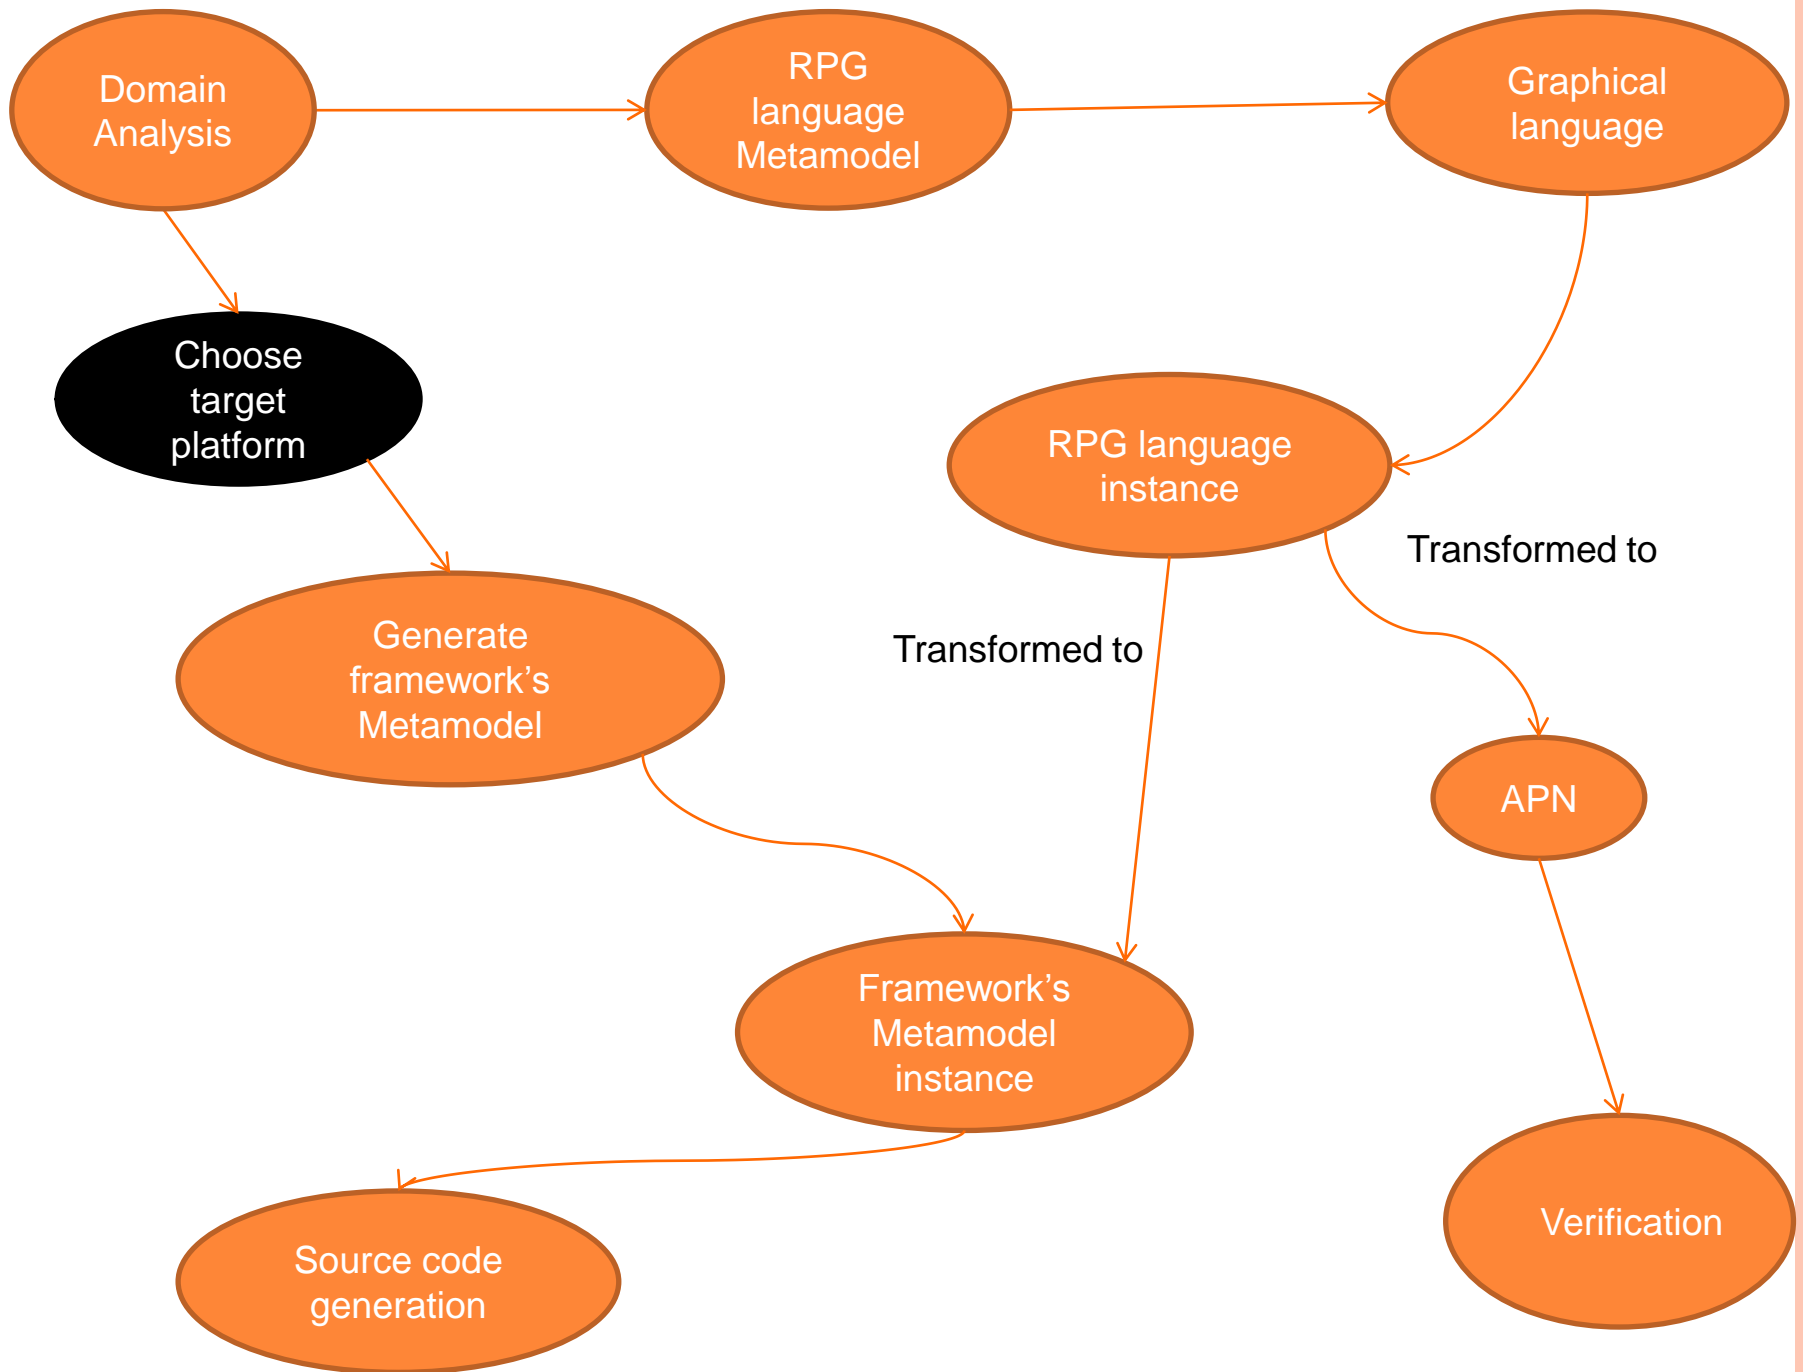 Domain
Analysis
RPG
language
Metamodel
Graphical
language
Choose
target
platform
RPG language
instance
Transformed to
Transformed to
Generate
framework’s
Metamodel
APN
Framework’s
Metamodel
instance
Verification
Source code
generation